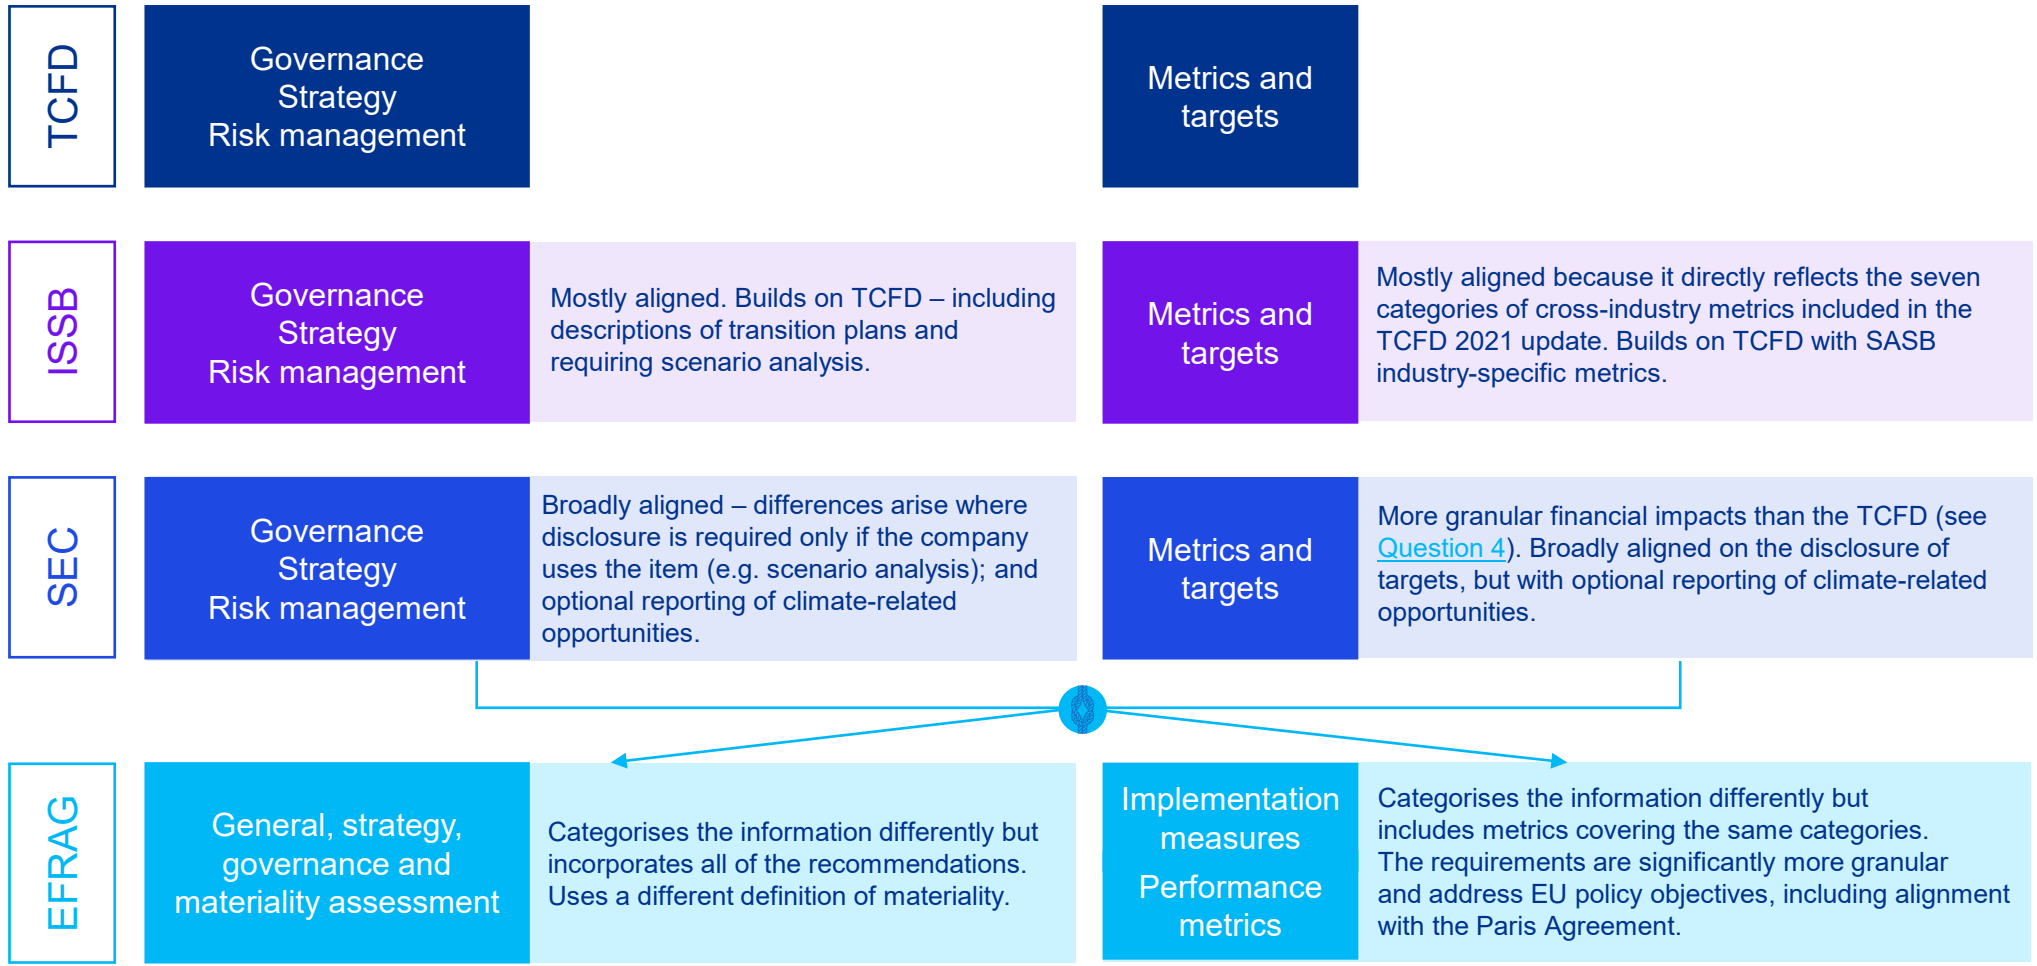 TCFD
Governance
Strategy
Risk management
Metrics and
targets
ISSB
Governance
Strategy
Risk management
Mostly aligned. Builds on TCFD – including
descriptions of transition plans and
requiring scenario analysis.
Metrics and
targets
Mostly aligned because it directly reflects the seven
categories of cross-industry metrics included in the
TCFD 2021 update. Builds on TCFD with SASB
industry-specific metrics.
SEC
Governance
Strategy
Risk management
Broadly aligned – differences arise where
disclosure is required only if the company
uses the item (e.g. scenario analysis); and
optional reporting of climate-related
opportunities.
Metrics and
targets
More granular financial impacts than the TCFD (see
Question 4). Broadly aligned on the disclosure of
targets, but with optional reporting of climate-related
opportunities.
EFRAG
General, strategy,
governance and
materiality assessment
Categorises the information differently but
incorporates all of the recommendations.
Uses a different definition of materiality.
Implementation
measures
Performance
metrics
Categorises the information differently but
includes metrics covering the same categories.
The requirements are significantly more granular
and address EU policy objectives, including alignment
with the Paris Agreement.